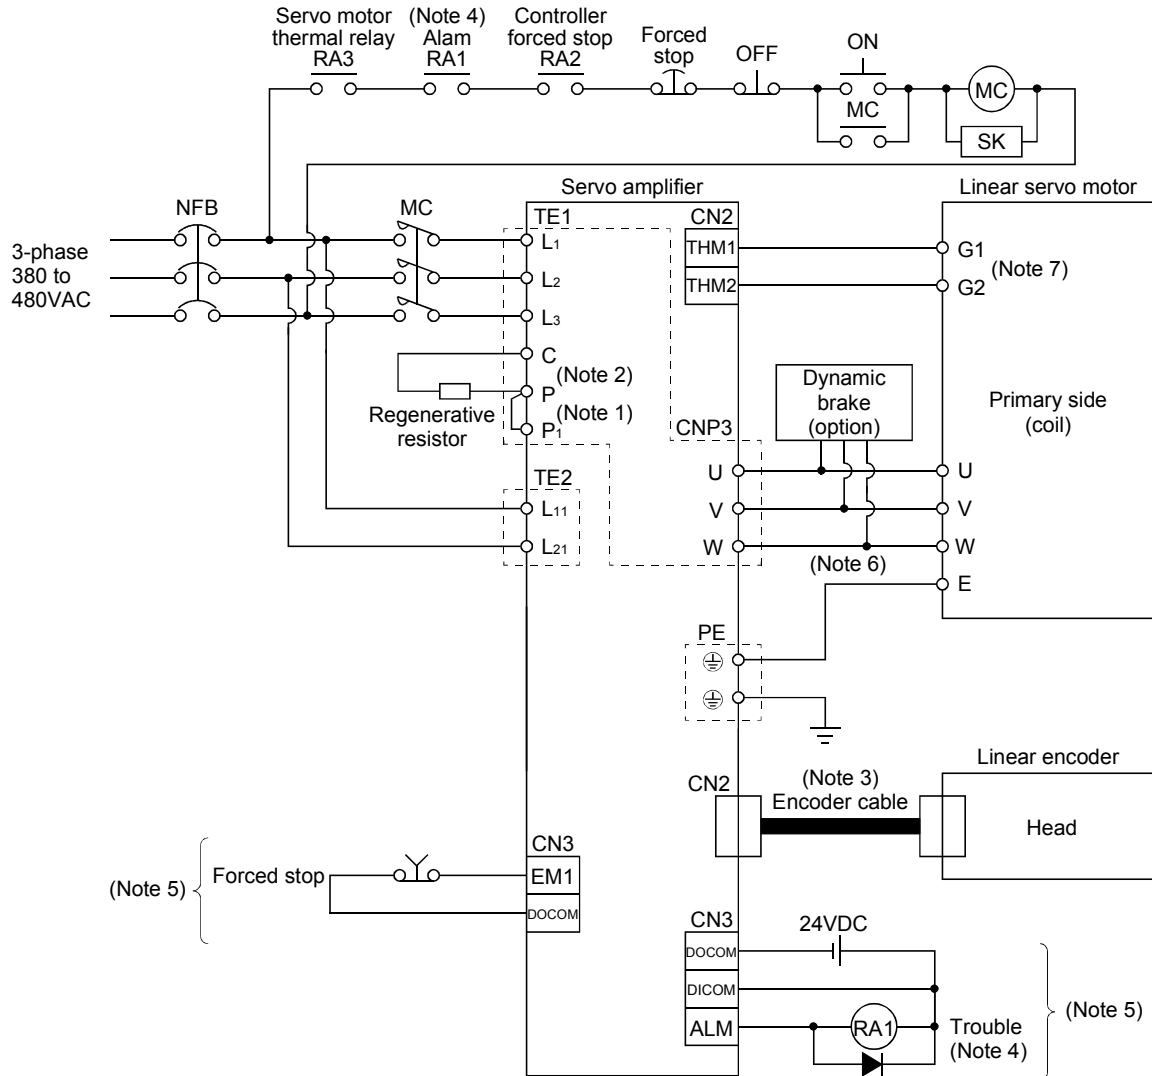 Servo motor
thermal relay
RA3
(Note 4)
Alam
RA1
Controller
forced stop
RA2
Forced
stop
OFF
ON
MC
MC
SK
Servo amplifier
Linear servo motor
NFB
MC
TE1
CN2
3-phase
380 to
480VAC
L1
L2
L3
THM1
THM2
G1
G2
(Note 7)
C
P
P1
(Note 2)
(Note 1)
Regenerative
resistor
Dynamic
brake
(option)
Primary side
(coil)
CNP3
TE2
L11
L21
U
V
W
U
V
W
E
(Note 6)
PE
Linear encoder
CN2
(Note 3)
Encoder cable
Head
CN3
(Note 5)
Forced stop
EM1
DOCOM
CN3
24VDC
DOCOM
DICOM
ALM
RA1
Trouble
(Note 4)
(Note 5)